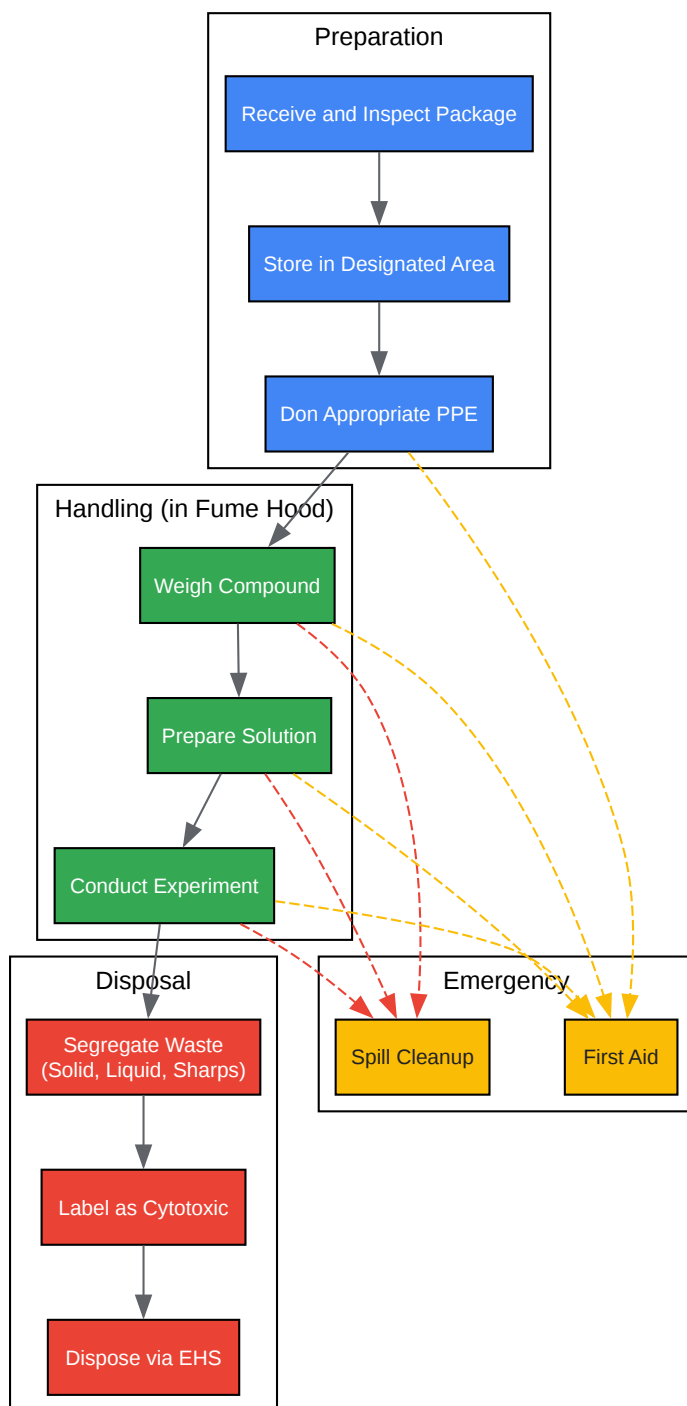 Preparation
Receive and Inspect Package
Store in Designated Area
Don Appropriate PPE
Handling (in Fume Hood)
Weigh Compound
Prepare Solution
Conduct Experiment
Disposal
Segregate Waste
(Solid, Liquid, Sharps)
Label as Cytotoxic
Dispose via EHS
Emergency
Spill Cleanup
First Aid